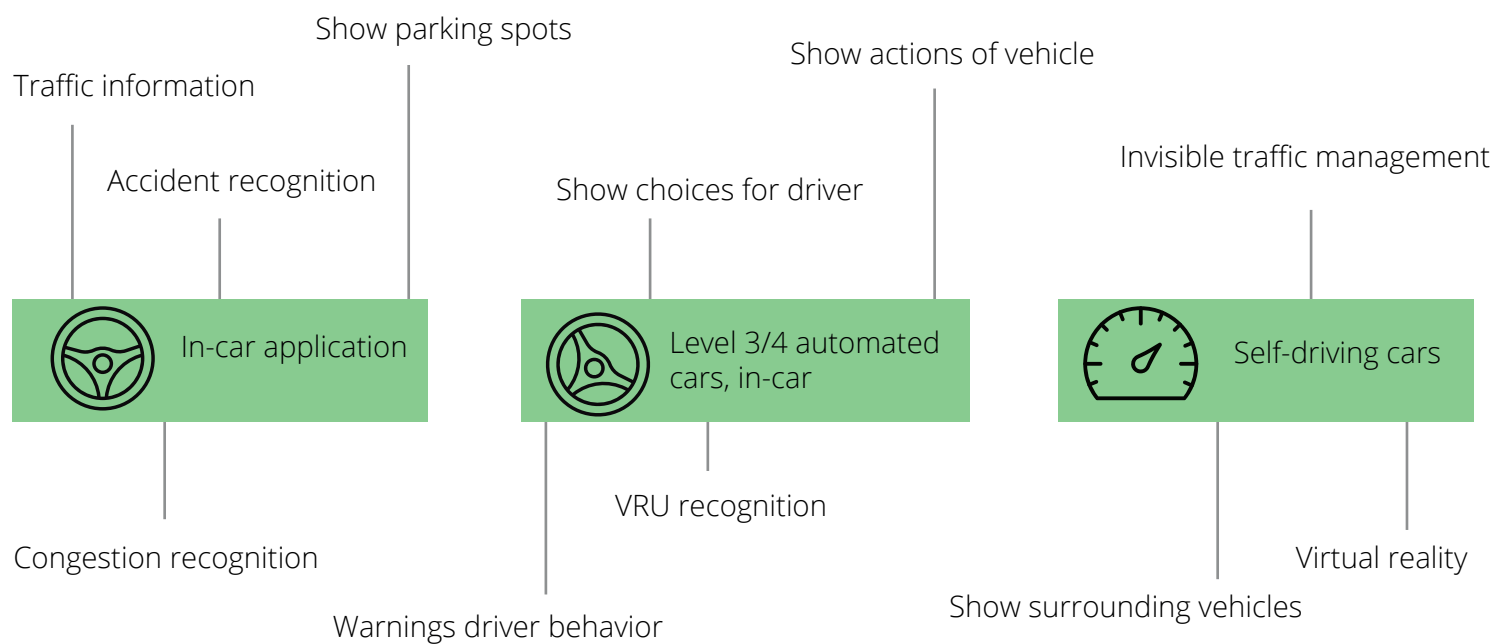 Show parking spots
Show actions of vehicle
Traffic information
Invisible traffic management
Accident recognition
Show choices for driver
In-car application
Level 3/4 automated
cars, in-car
Self-driving cars
VRU recognition
Congestion recognition
Virtual reality
Show surrounding vehicles
Warnings driver behavior